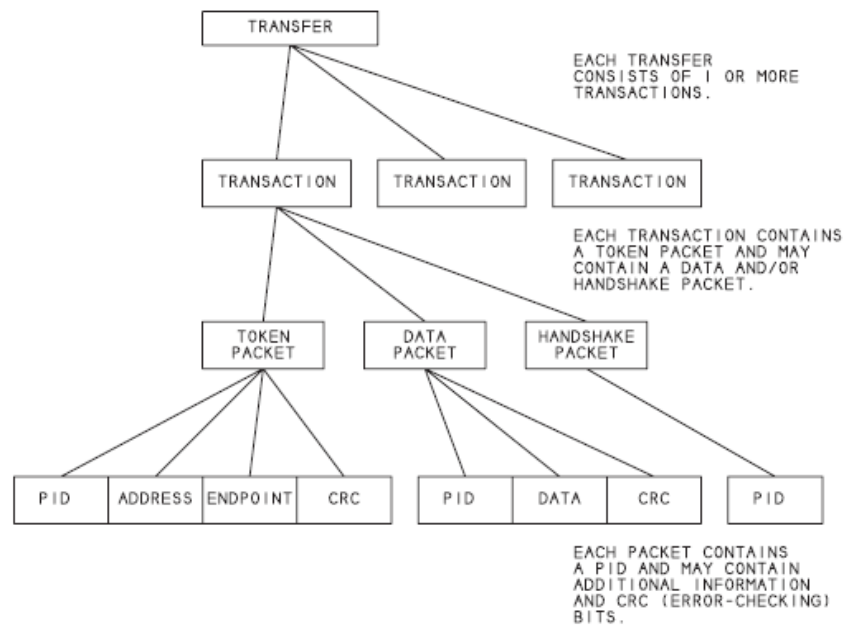 TRANSFER
EACH TRANSFER
CONSISTS OF 1 OR MORE
TRANSACTIONS.
TRANSACTION
TRANSACTION
TRANSACTION
EACH TRANSACTION CONTAINS
A TOKEN PACKET AND MAY
CONTAIN A DATA AND/OR
HANDSHAKE PACKET.
TOKEN
PACKET
DATA
PACKET
HANDSHAKE
PACKET
PID
ADDRESS
ENDPOINT
CRC
PID
DATA
CRC
PID
EACH PACKET CONTAINS
A PID AND MAY CONTAIN
ADDITIONAL INFORMATION
AND CRC (ERROR-CHECKING)
BITS.